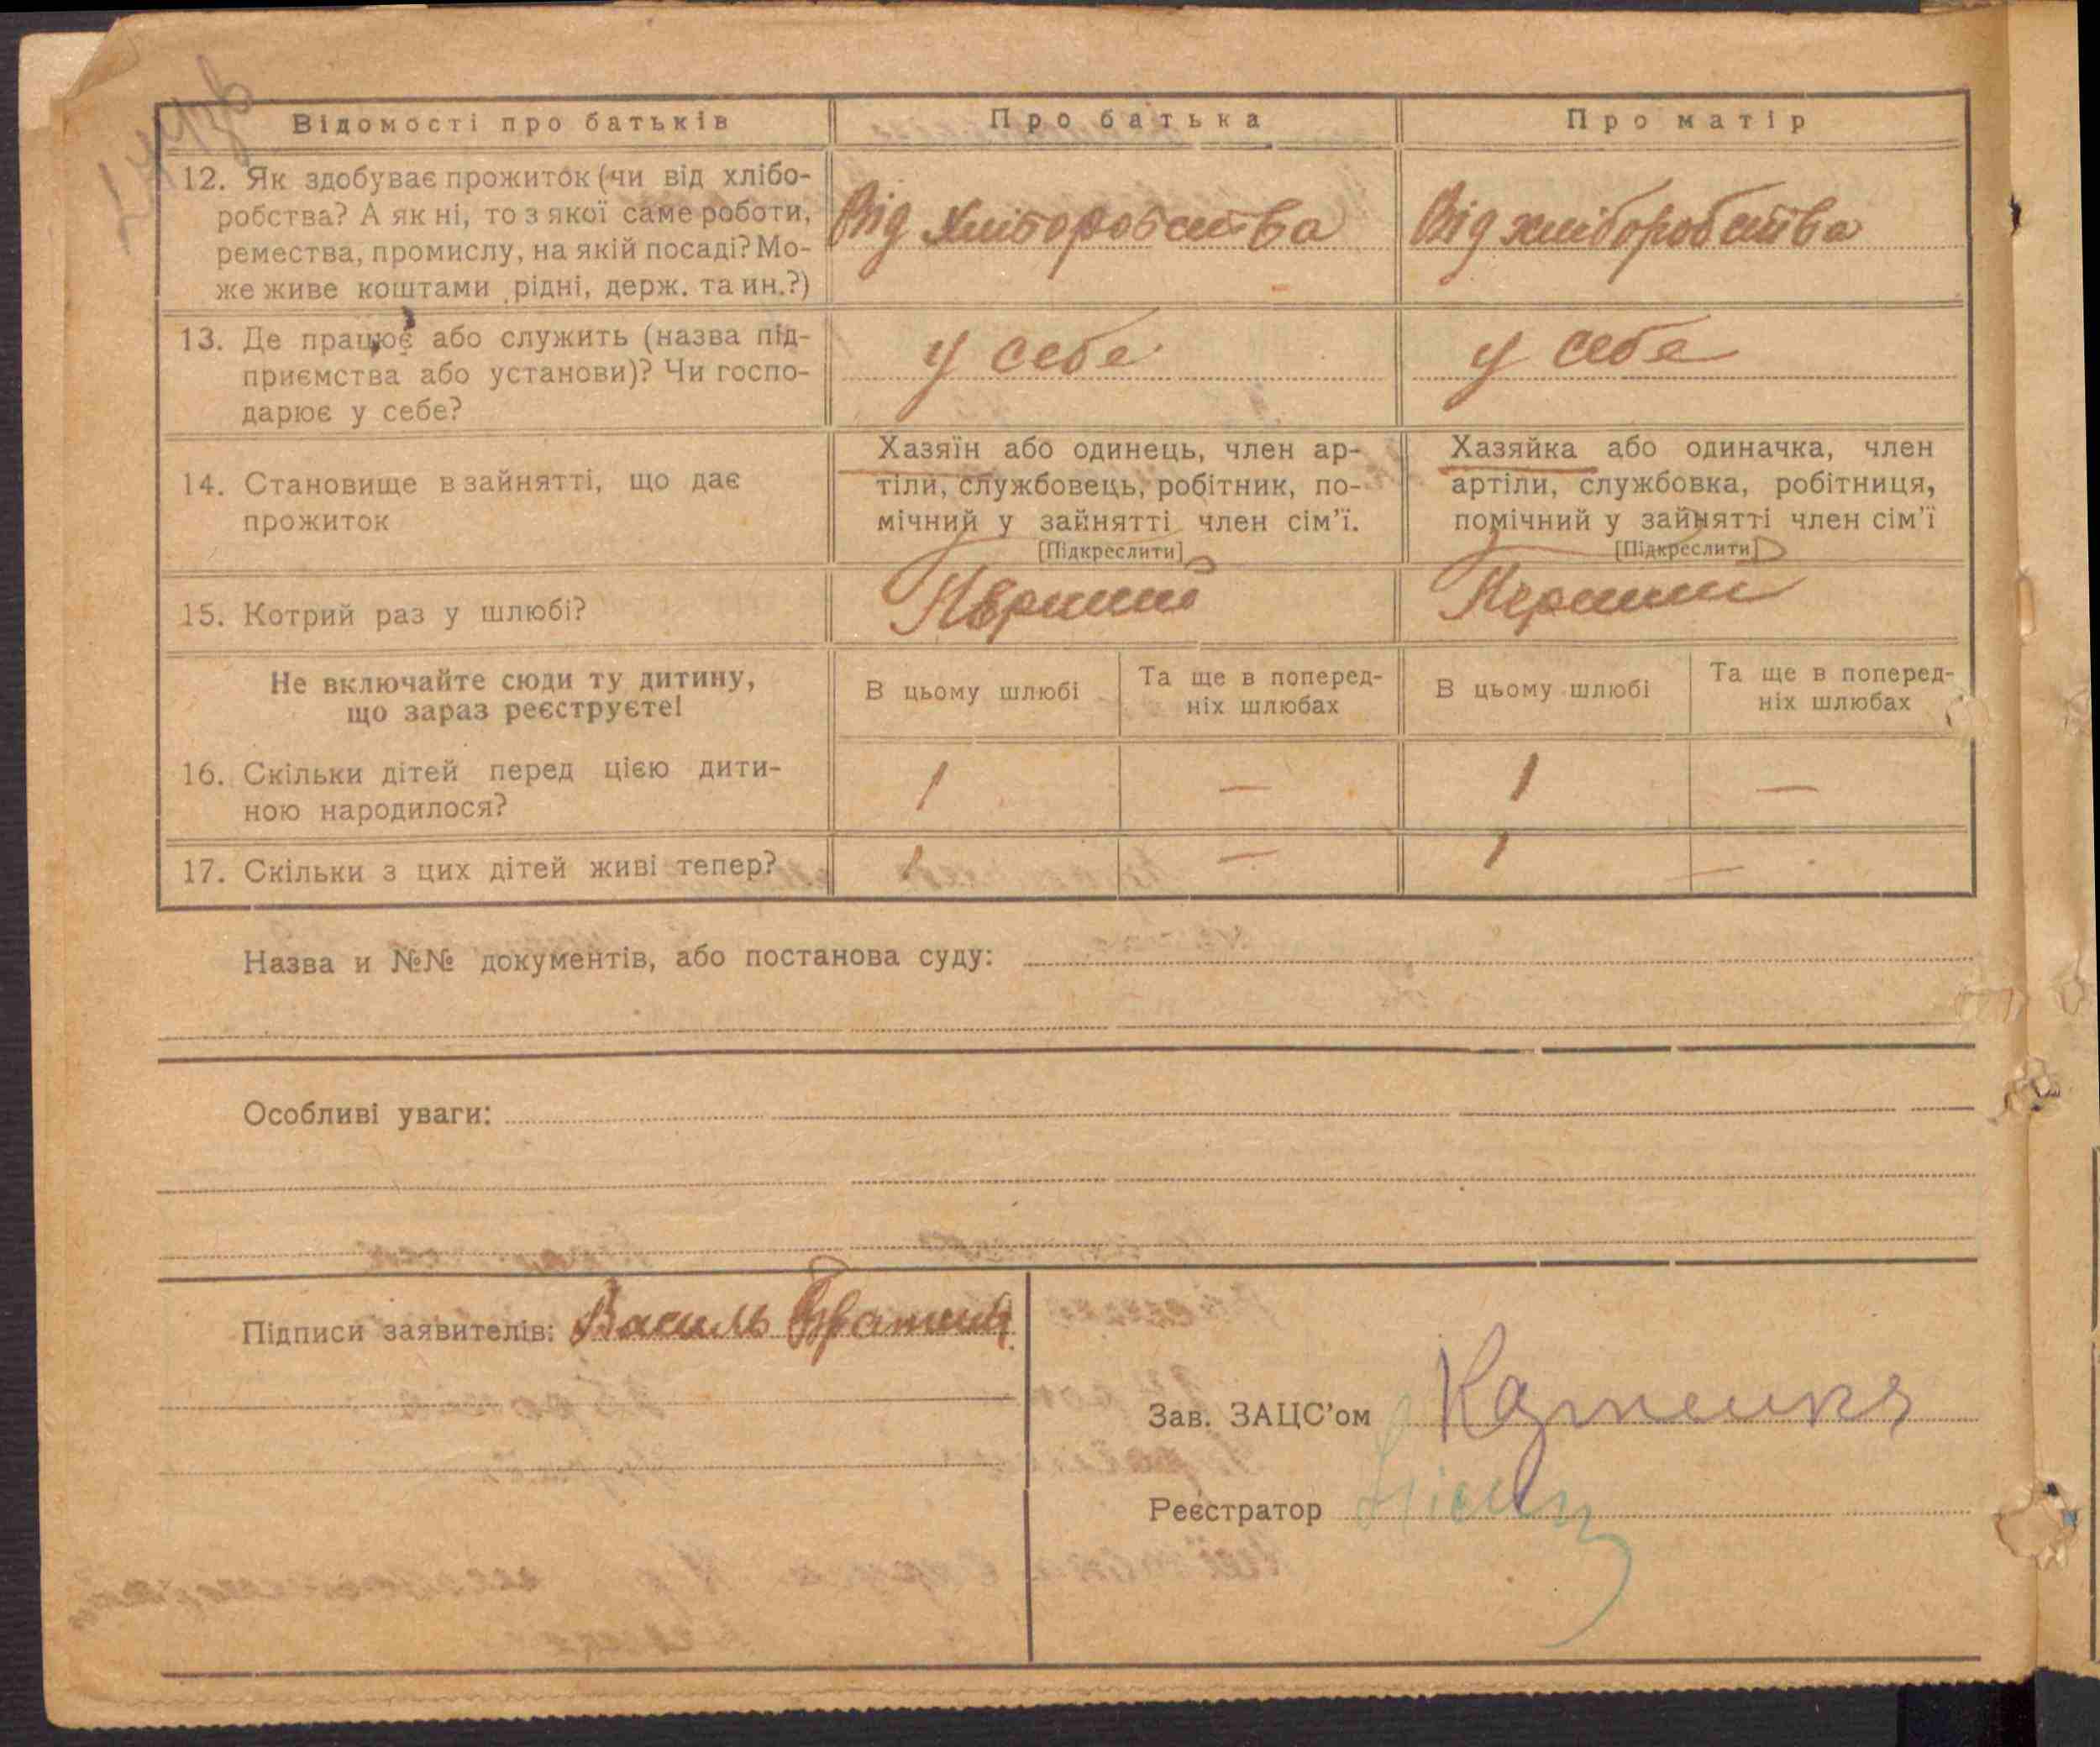 Відомості про батьків
Про батька
Про матір
12. Як здобуває прожиток (чи від хлібо-
робства? А як ні, то з якої саме роботи,
ремества, промислу, на якій посаді? Мо-
же живе коштами рідні, держ. та ин.?)
Від хліборобства
Від хліборобства
13. Де працює або служить (назва під-
приємства або установи)? Чи госпо-
дарює у себе?
у себе
у себе
14. Становище в зайнятті, що дає
прожиток
Хазяїн або одинець, член ар-
тіли, службовець, робітник, по-
мічний у зайнятті член сім'ї.
[Підкреслити]
Хазяйка або одиначка, член
артіли, службовка, робітниця,
помічний у зайнятті член сім'ї
[Підкреслити]
15. Котрий раз у шлюбі?
Перший
Перший
Не включайте сюди ту дитину,
що зараз реєструєте!
В цьому шлюбі
Та ще в поперед-
ніх шлюбах
В цьому шлюбі
Та ще в поперед-
ніх шлюбах
16. Скільки дітей перед цією дити-
ною народилося?
1
—
1
—
17. Скільки з цих дітей живі тепер?
1
—
1
—
Назва и №№ документів, або постанова суду:
Особливі уваги:
Підписи заявителів: Василь
Зав. ЗАЦС'ом
Реєстратор